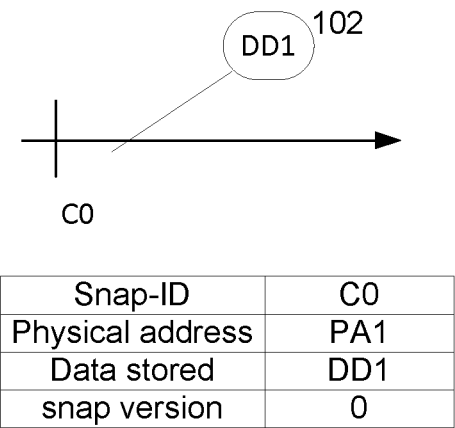 102
DD1
C0
Snap-ID C0
Physical address PA1
Data stored DD1
snap version 0